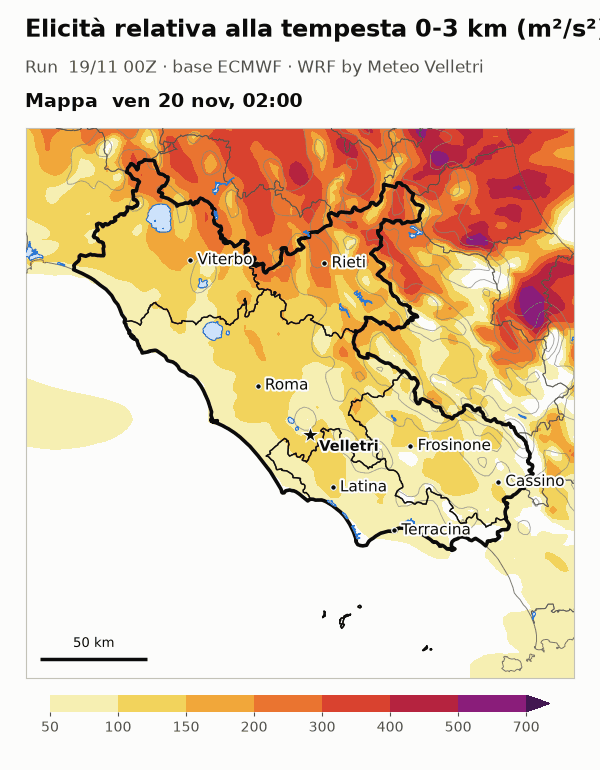 Elicità relativa alla tempesta 0-3 km (m²/s²)
Run 19/11 00Z · base ECMWF · WRF by Meteo Velletri
Mappa ven 20 nov, 02:00
Viterbo
Rieti
Roma
Velletri
Frosinone
Cassino
Latina
Terracina
50 km
50 100 150 200 300 400 500 700